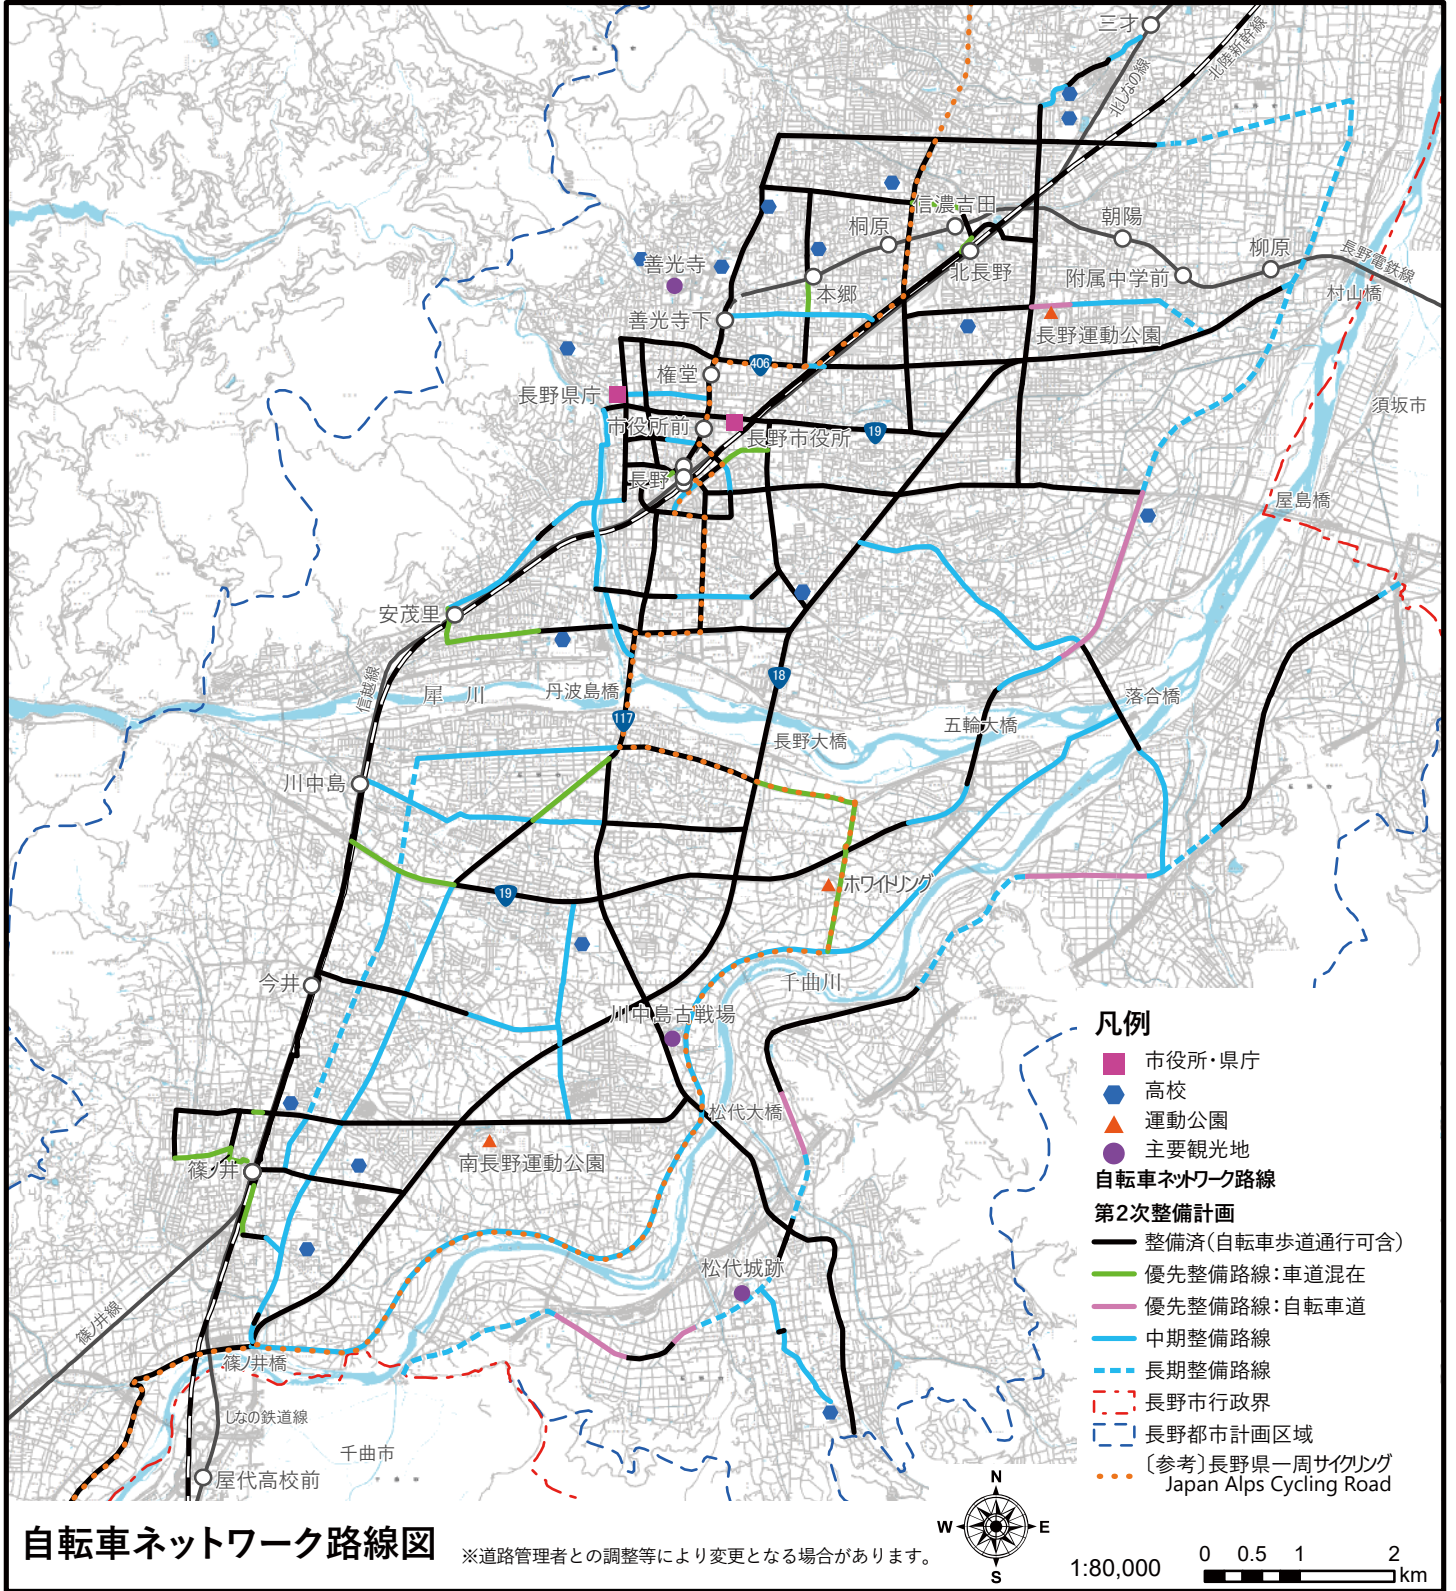 三才
北しなの線
北陸新幹線
信濃吉田
桐原
朝陽
柳原
長野電鉄線
善光寺
本郷
北長野
附属中学前
村山橋
善光寺下
長野運動公園
406
権堂
長野県庁
須坂市
市役所前
長野市役所
19
長野
屋島橋
安茂里
信越線
犀川
丹波島橋
18
落合橋
117
長野大橋
五輪大橋
川中島
ホワイトリング
19
今井
千曲川
川中島古戦場
松代大橋
南長野運動公園
篠ノ井
松代城跡
篠ノ井線
篠ノ井橋
しなの鉄道線
千曲市
屋代高校前
凡例
市役所・県庁
高校
運動公園
主要観光地
自転車ネットワーク路線
第2次整備計画
整備済(自転車歩道通行可含)
優先整備路線:車道混在
優先整備路線:自転車道
中期整備路線
長期整備路線
長野市行政界
長野都市計画区域
〔参考〕長野県一周サイクリング
Japan Alps Cycling Road
自転車ネットワーク路線図
※道路管理者との調整等により変更となる場合があります。
N
W
E
S
1:80,000
0 0.5 1 2
km